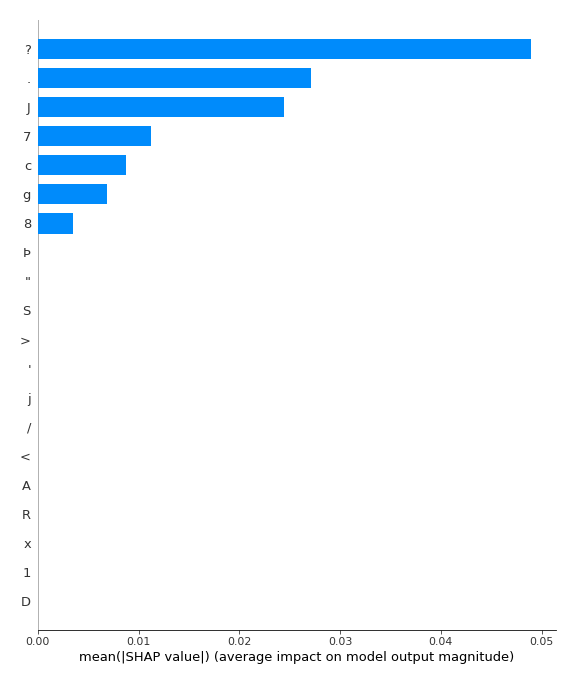 ?
.
J
7
c
g
8
Þ
"
S
>
'
j
/
<
A
R
x
1
D
0.00 0.01 0.02 0.03 0.04 0.05
mean(|SHAP value|) (average impact on model output magnitude)